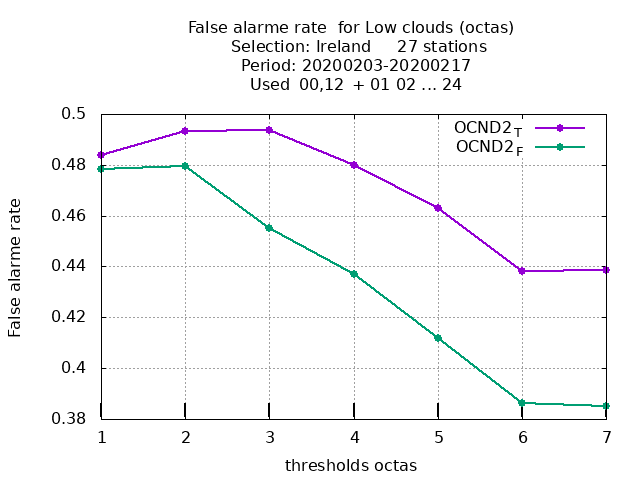 False alarme rate  for Low clouds (octas)
Selection: Ireland     27 stations
Period: 20200203-20200217
Used  00,12  + 01 02 ... 24
OCND2_T
OCND2_F
0.5
0.48
0.46
0.44
0.42
0.4
0.38
False alarme rate
1 2 3 4 5 6 7
thresholds octas